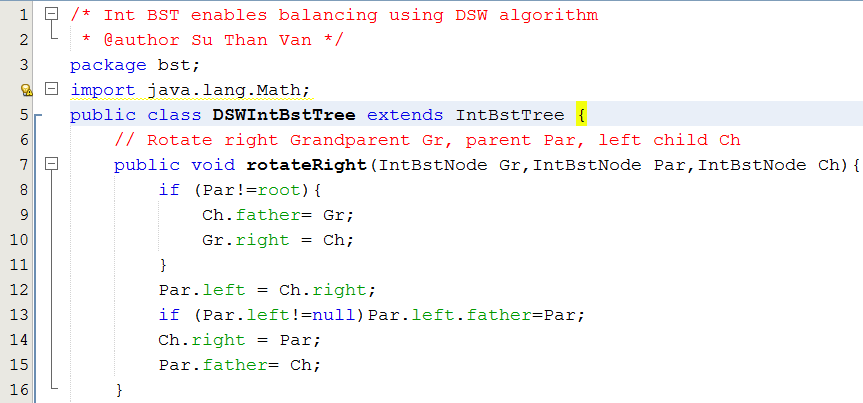 1 /* Int BST enables balancing using DSW algorithm
2  * @author Su Than Van */
3 package bst;
import java.lang.Math;
5 public class DSWIntBstTree extends IntBstTree {
6     // Rotate right Grandparent Gr, parent Par, left child Ch
7     public void rotateRight(IntBstNode Gr,IntBstNode Par,IntBstNode Ch){
8         if (Par!=root){
9             Ch.father= Gr;
10             Gr.right = Ch;
11         }
12         Par.left = Ch.right;
13         if (Par.left!=null)Par.left.father=Par;
14         Ch.right = Par;
15         Par.father= Ch;
16     }